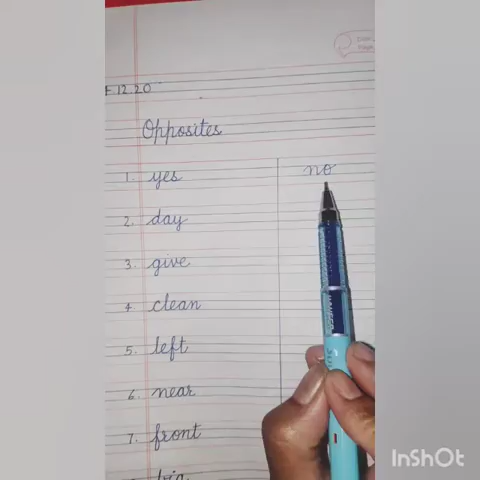 F.12.20
Opposites
1. yes no
2. day
3. give
4. clean
5. left
6. near
7. front
big
InShOt